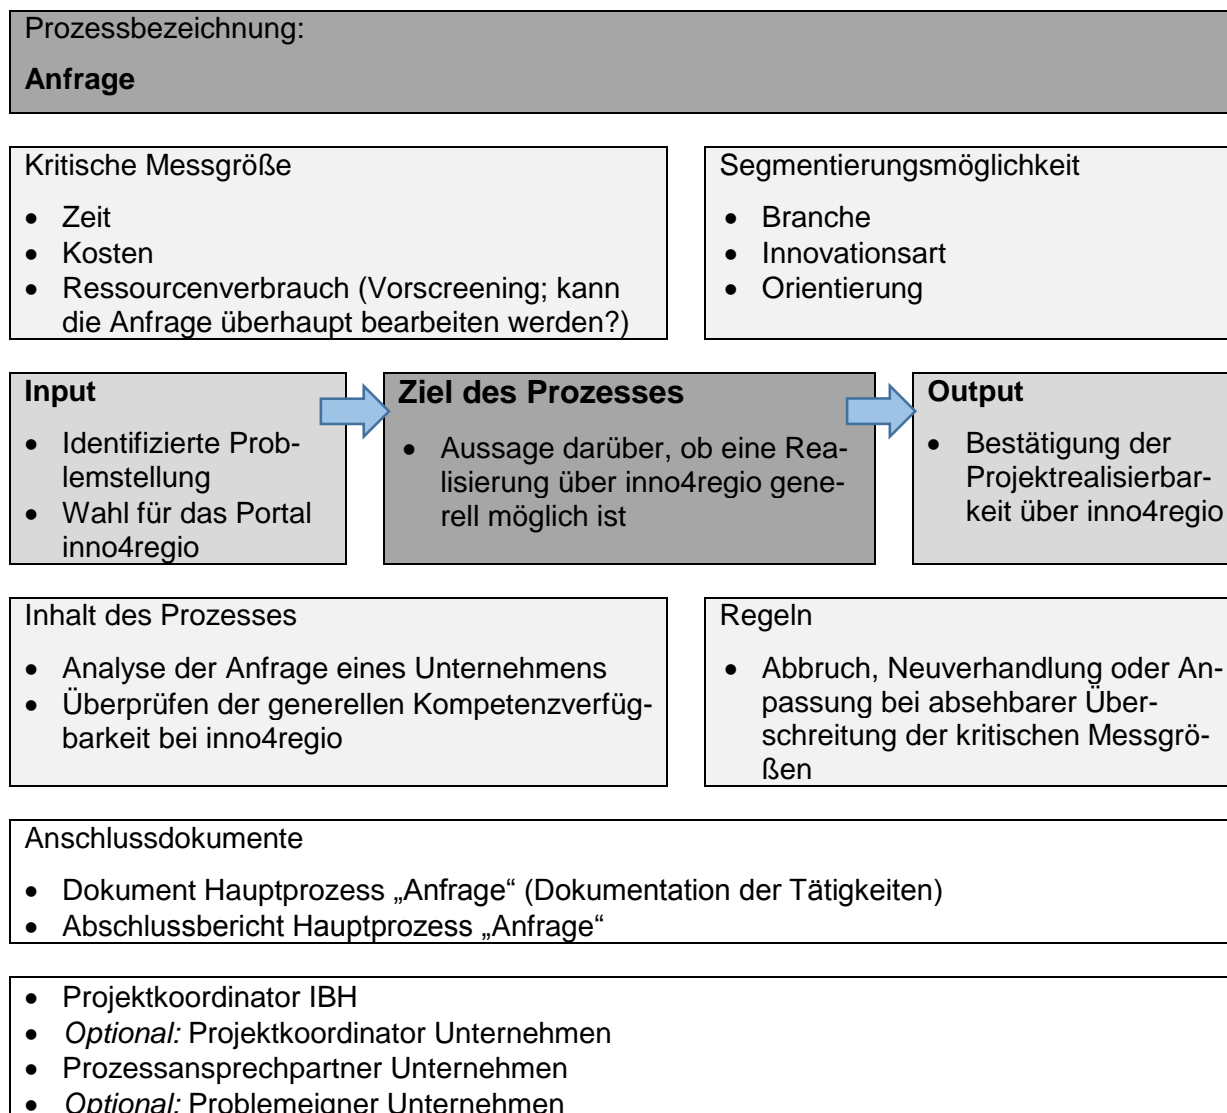 Prozessbezeichnung:
Anfrage
Kritische Messgröße
• Zeit
• Kosten
• Ressourcenverbrauch (Vorscreening; kann
die Anfrage überhaupt bearbeiten werden?)
Segmentierungsmöglichkeit
• Branche
• Innovationsart
• Orientierung
Input
• Identifizierte Prob-
lemstellung
• Wahl für das Portal
inno4regio
Ziel des Prozesses
• Aussage darüber, ob eine Rea-
lisierung über inno4regio gene-
rell möglich ist
Output
• Bestätigung der
Projektrealisierbar-
keit über inno4regio
Inhalt des Prozesses
• Analyse der Anfrage eines Unternehmens
• Überprüfen der generellen Kompetenzverfüg-
barkeit bei inno4regio
Regeln
• Abbruch, Neuverhandlung oder An-
passung bei absehbarer Über-
schreitung der kritischen Messgrö-
ßen
Anschlussdokumente
• Dokument Hauptprozess „Anfrage“ (Dokumentation der Tätigkeiten)
• Abschlussbericht Hauptprozess „Anfrage“
• Projektkoordinator IBH
• Optional: Projektkoordinator Unternehmen
• Prozessansprechpartner Unternehmen
• Optional: Problemeigner Unternehmen